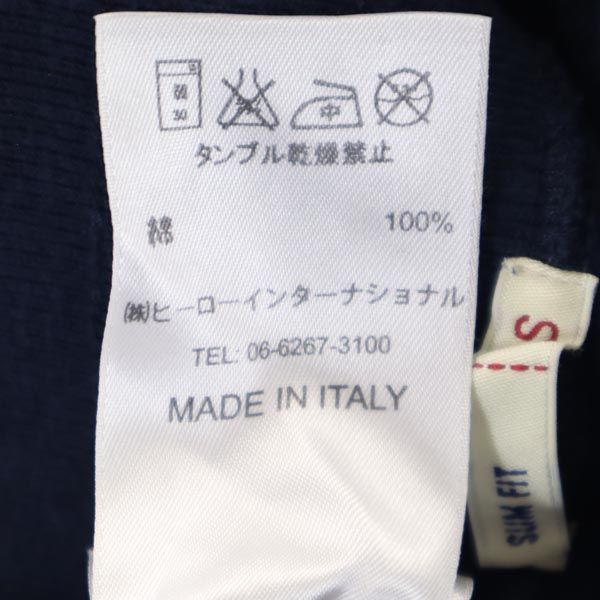 弱
30
中
タンブル乾燥禁止
綿 100%
㈱ヒーローインターナショナル
TEL: 06-6267-3100
MADE IN ITALY
S
SLIM FIT